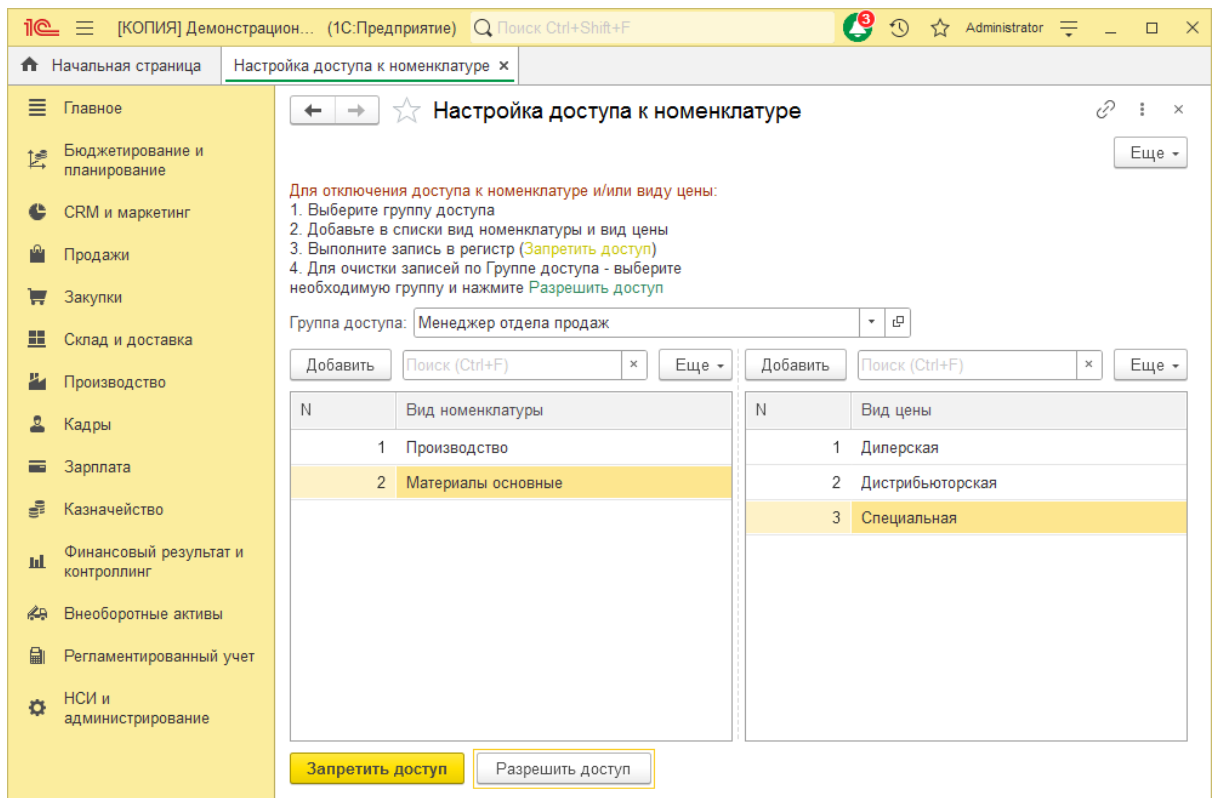 1С [КОПИЯ] Демонстрацион... (1С:Предприятие) Поиск Ctrl+Shift+F 3 Administrator
Начальная страница Настройка доступа к номенклатуре ×
Главное
Бюджетирование и
планирование
CRM и маркетинг
Продажи
Закупки
Склад и доставка
Производство
Кадры
Зарплата
Казначейство
Финансовый результат и
контроллинг
Внеоборотные активы
Регламентированный учет
НСИ и
администрирование
Настройка доступа к номенклатуре
Еще
Для отключения доступа к номенклатуре и/или виду цены:
1. Выберите группу доступа
2. Добавьте в списки вид номенклатуры и вид цены
3. Выполните запись в регистр (Запретить доступ)
4. Для очистки записей по Группе доступа - выберите
необходимую группу и нажмите Разрешить доступ
Группа доступа: Менеджер отдела продаж
Добавить Поиск (Ctrl+F) × Еще
N Вид номенклатуры
1 Производство
2 Материалы основные
Добавить Поиск (Ctrl+F) × Еще
N Вид цены
1 Дилерская
2 Дистрибьюторская
3 Специальная
Запретить доступ Разрешить доступ